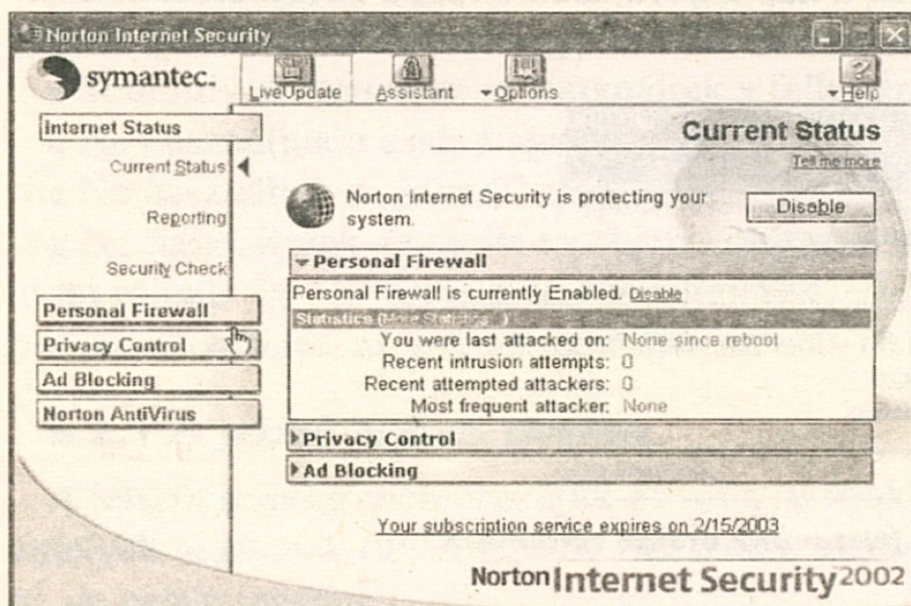 Norton Internet Security
symantec.
LiveUpdate
Assistant
Options
Help
Internet Status
Current Status
Reporting
Security Check
Personal Firewall
Privacy Control
Ad Blocking
Norton AntiVirus
Current Status
Tell me more
Norton Internet Security is protecting your
system.
Disable
Personal Firewall
Personal Firewall is currently Enabled. Disable
Statistics (More Statistics...)
You were last attacked on: None since reboot
Recent intrusion attempts: 0
Recent attempted attackers: 0
Most frequent attacker: None
Privacy Control
Ad Blocking
Your subscription service expires on 2/15/2003
Norton Internet Security 2002